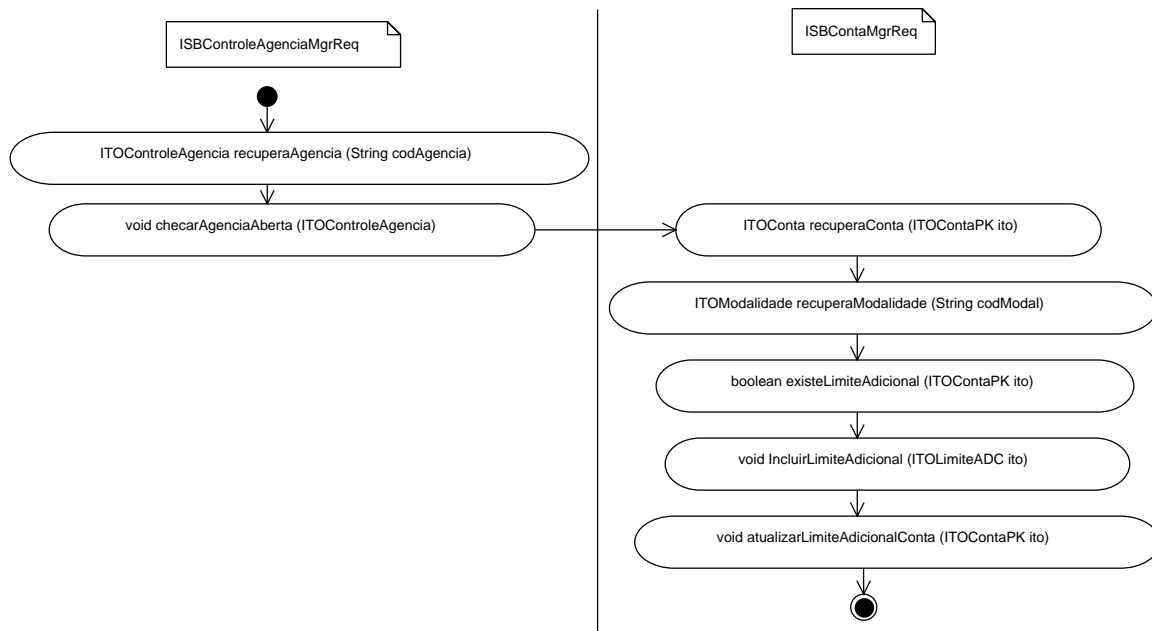 ISBControleAgenciaMgrReq
ISBContaMgrReq
ITOControleAgencia recuperaAgencia (String codAgencia)
void checarAgenciaAberta (ITOControleAgencia)
ITOConta recuperaConta (ITOContaPK ito)
ITOModalidade recuperaModalidade (String codModal)
boolean existeLimiteAdicional (ITOContaPK ito)
void IncluirLimiteAdicional (ITOLimiteADC ito)
void atualizarLimiteAdicionalConta (ITOContaPK ito)